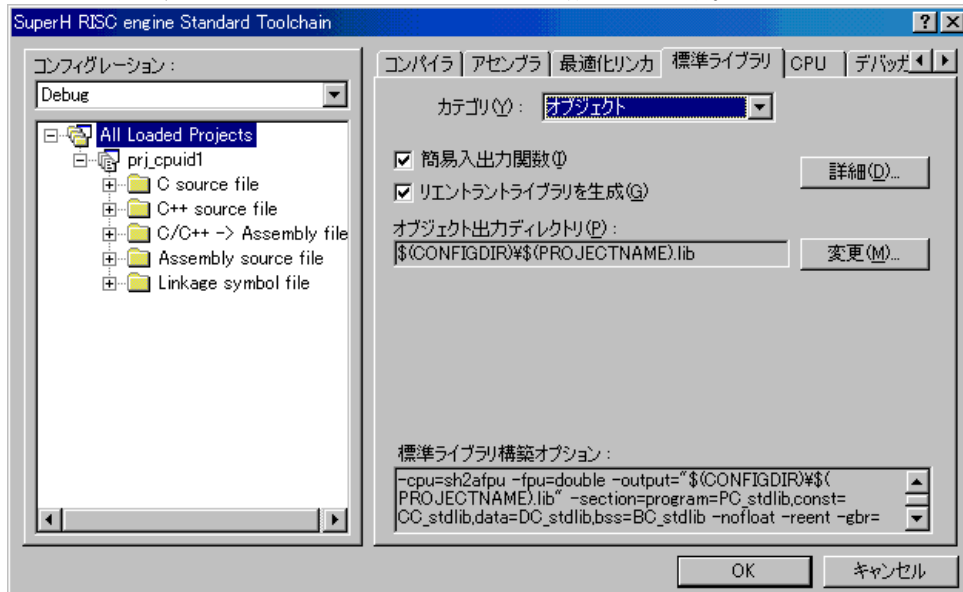 SuperH RISC engine Standard Toolchain
コンフィグレーション :
Debug
All Loaded Projects
prj_cpuid1
C source file
C++ source file
C/C++ -> Assembly file
Assembly source file
Linkage symbol file
コンパイラ アセンブラ 最適化リンカ 標準ライブラリ CPU デバッガ
カテゴリ(Y) : オブジェクト
簡易入出力関数(I)
リエントラントライブラリを生成(G)
詳細(D)...
オブジェクト出力ディレクトリ(P) :
$(CONFIGDIR)¥$(PROJECTNAME).lib
変更(M)...
標準ライブラリ構築オプション :
-cpu=sh2afpu -fpu=double -output="$(CONFIGDIR)¥$(
PROJECTNAME).lib" -section=program=PC_stdlib,const=
CC_stdlib,data=DC_stdlib,bss=BC_stdlib -nofloat -reent -gbr=
OK キャンセル